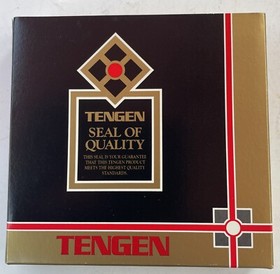 TENGEN
SEAL OF
QUALITY
THIS SEAL IS YOUR GUARANTEE
THAT THIS TENGEN PRODUCT
MEETS THE HIGHEST QUALITY
STANDARDS.
TENGEN